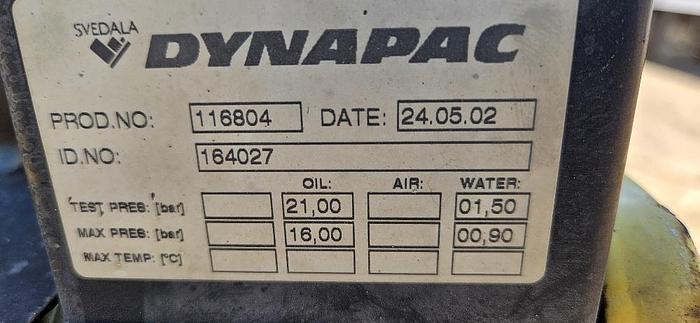 SVEDALA
DYNAPAC
PROD.NO: 116804 DATE: 24.05.02
ID.NO: 164027
OIL: AIR: WATER:
TEST PRES: [bar] 21,00 01,50
MAX PRES: [bar] 16,00 00,90
MAX TEMP: [°C]